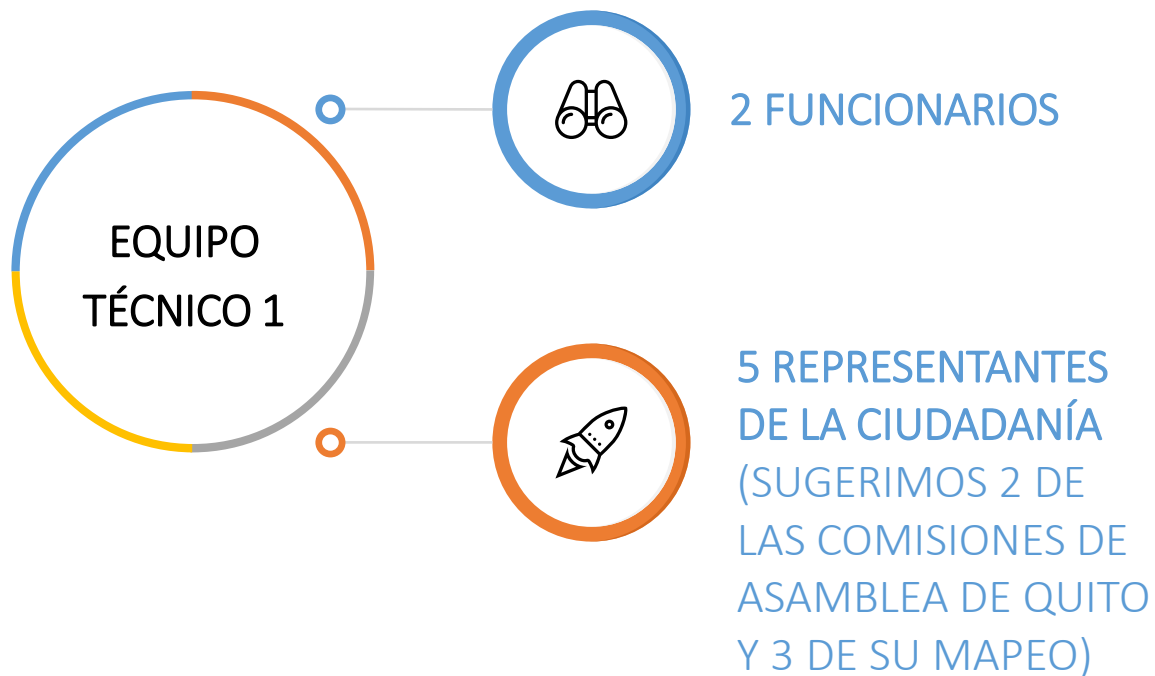 EQUIPO
TÉCNICO 1
2 FUNCIONARIOS
5 REPRESENTANTES
DE LA CIUDADANÍA
(SUGERIMOS 2 DE
LAS COMISIONES DE
ASAMBLEA DE QUITO
Y 3 DE SU MAPEO)